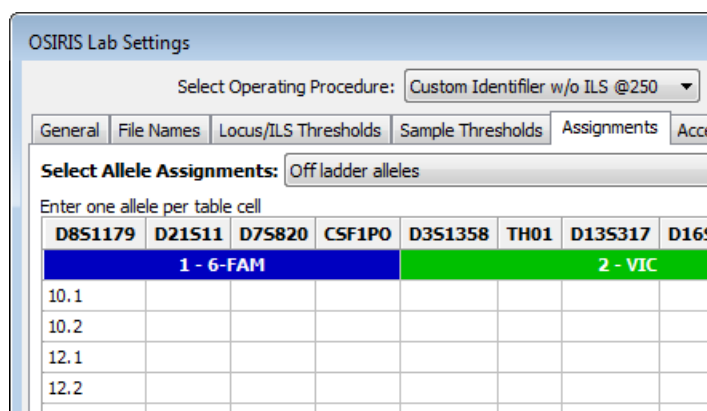 OSIRIS Lab Settings
Select Operating Procedure: Custom Identifiler w/o ILS @250
General File Names Locus/ILS Thresholds Sample Thresholds Assignments Acce
Select Allele Assignments: Off ladder alleles
Enter one allele per table cell
D8S1179 D21S11 D7S820 CSF1PO D3S1358 TH01 D13S317 D16S
1 - 6-FAM 2 - VIC
10.1
10.2
12.1
12.2